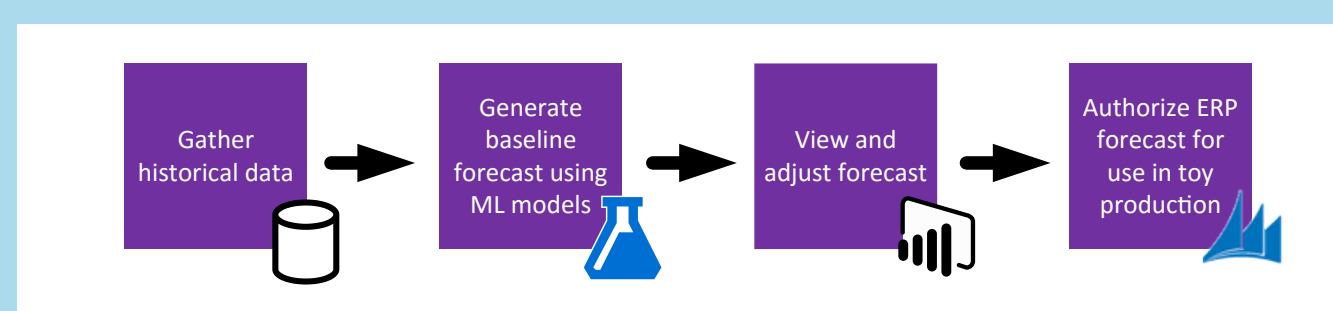 Gather
historical data
Generate
baseline
forecast using
ML models
View and
adjust forecast
Authorize ERP
forecast for
use in toy
production